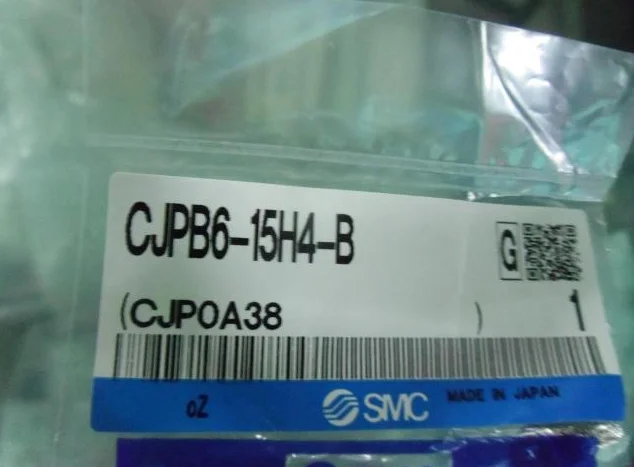 CJPB6-15H4-B
G
(CJP0A38 ) 1
oZ SMC MADE IN JAPAN